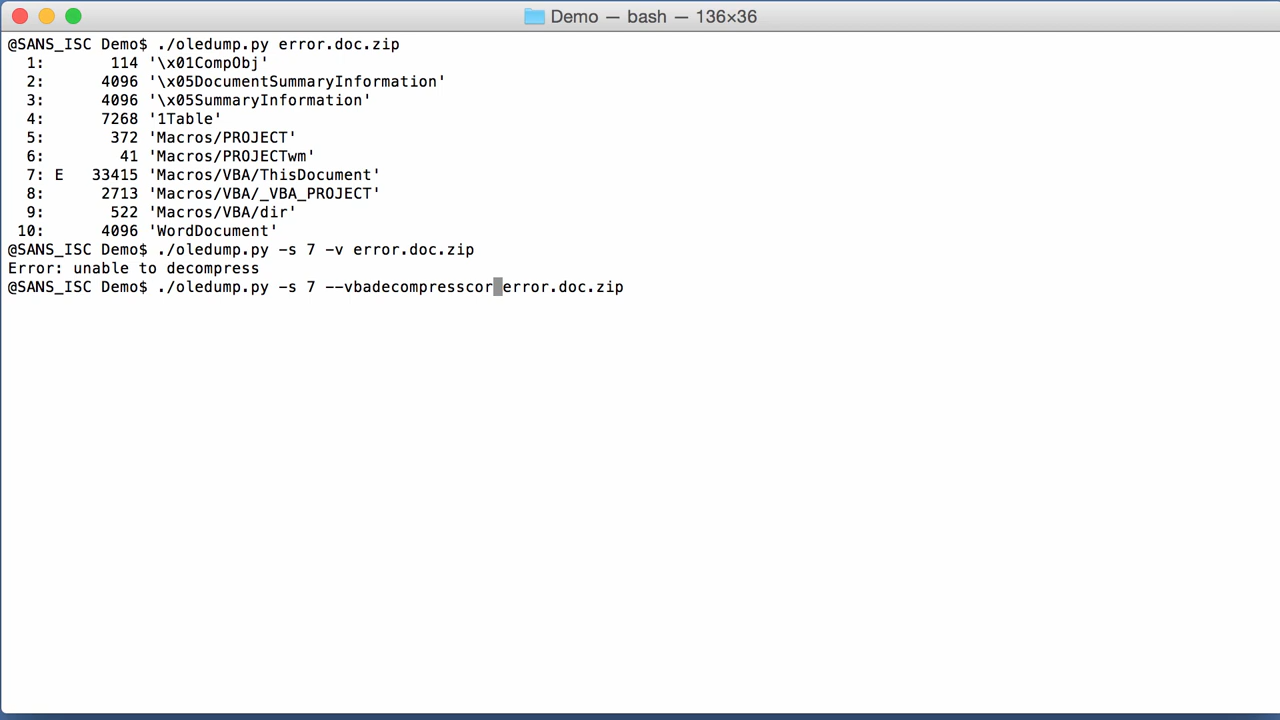 Demo — bash — 136×36
@SANS_ISC Demo$ ./oledump.py error.doc.zip
  1:       114 '\x01CompObj'
  2:      4096 '\x05DocumentSummaryInformation'
  3:      4096 '\x05SummaryInformation'
  4:      7268 '1Table'
  5:       372 'Macros/PROJECT'
  6:        41 'Macros/PROJECTwm'
  7: E   33415 'Macros/VBA/ThisDocument'
  8:      2713 'Macros/VBA/_VBA_PROJECT'
  9:       522 'Macros/VBA/dir'
 10:      4096 'WordDocument'
@SANS_ISC Demo$ ./oledump.py -s 7 -v error.doc.zip
Error: unable to decompress
@SANS_ISC Demo$ ./oledump.py -s 7 --vbadecompresscor error.doc.zip